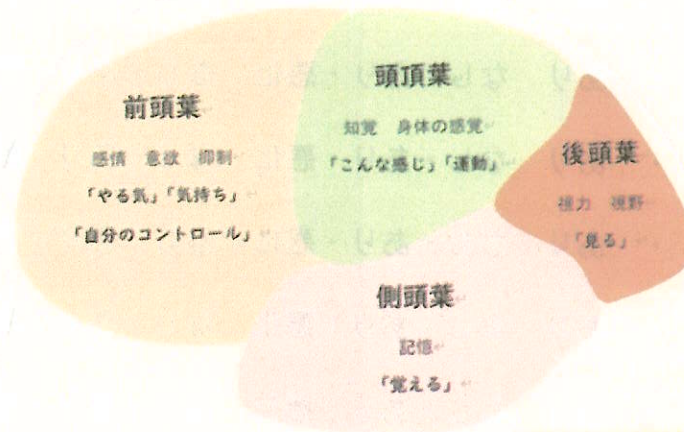 前頭葉
感情 意欲 抑制
「やる気」「気持ち」
「自分のコントロール」
頭頂葉
知覚 身体の感覚
「こんな感じ」「運動」
後頭葉
視力 視野
「見る」
側頭葉
記憶
「覚える」